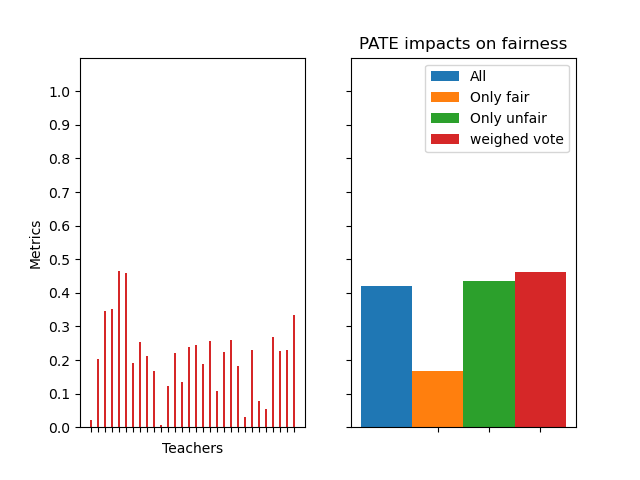 PATE impacts on fairness
All
Only fair
Only unfair
weighed vote
1.0
0.9
0.8
0.7
0.6
0.5
0.4
0.3
0.2
0.1
0.0
Metrics
Teachers